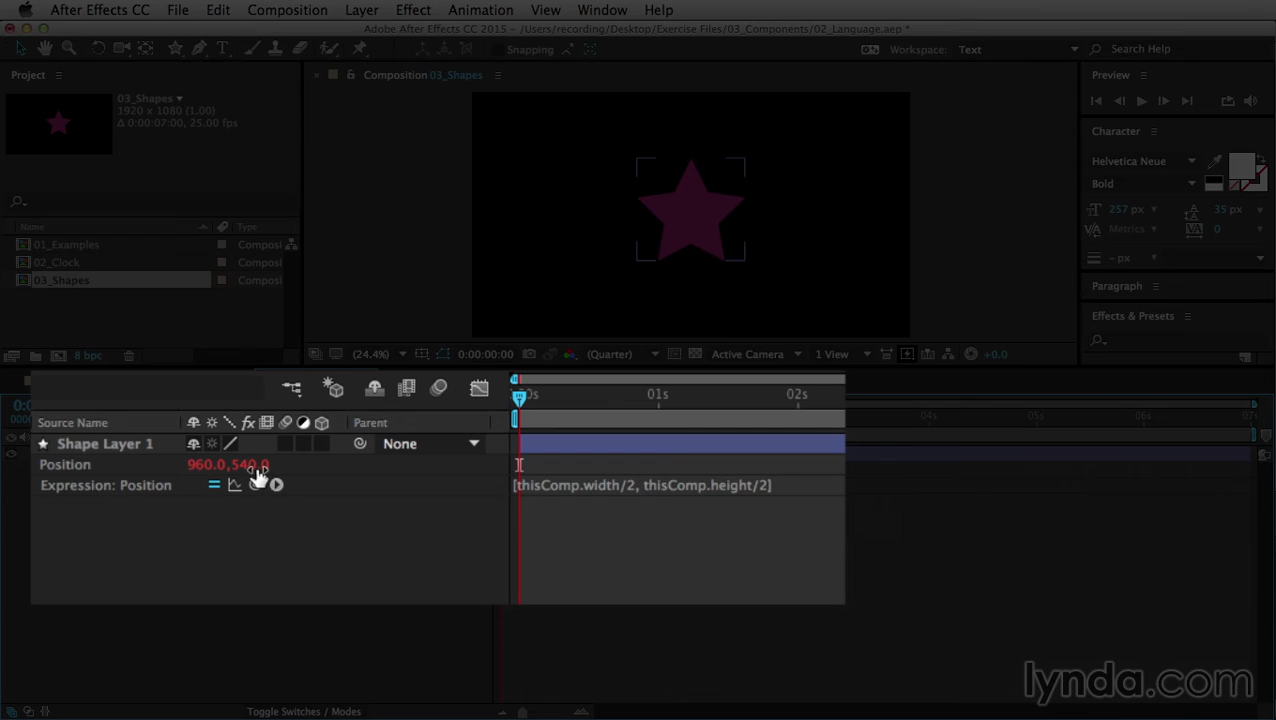 After Effects CC File Edit Composition Layer Effect Animation View Window Help
Adobe After Effects CC 2015 - /Users/recording/Desktop/Exercise Files/03_Components/02_Language.aep *
Snapping
Workspace: Text
Search Help
Project
Composition 03_Shapes
Preview
03_Shapes
1920 x 1080 (1.00)
Δ 0:00:07:00, 25.00 fps
Character
Helvetica Neue
Bold
257 px
35 px
Metrics
0
- px
Name Type
01_Examples Composi
02_Clock Composi
03_Shapes Composi
Paragraph
Effects & Presets
8 bpc
(24.4%) 0:00:00:00 (Quarter) Active Camera 1 View +0.0
01s 02s
04s 05s 06s 07s
Source Name fx Parent
Shape Layer 1 None
Position 960.0,540.0
Expression: Position [thisComp.width/2, thisComp.height/2]
lynda.com
Toggle Switches / Modes